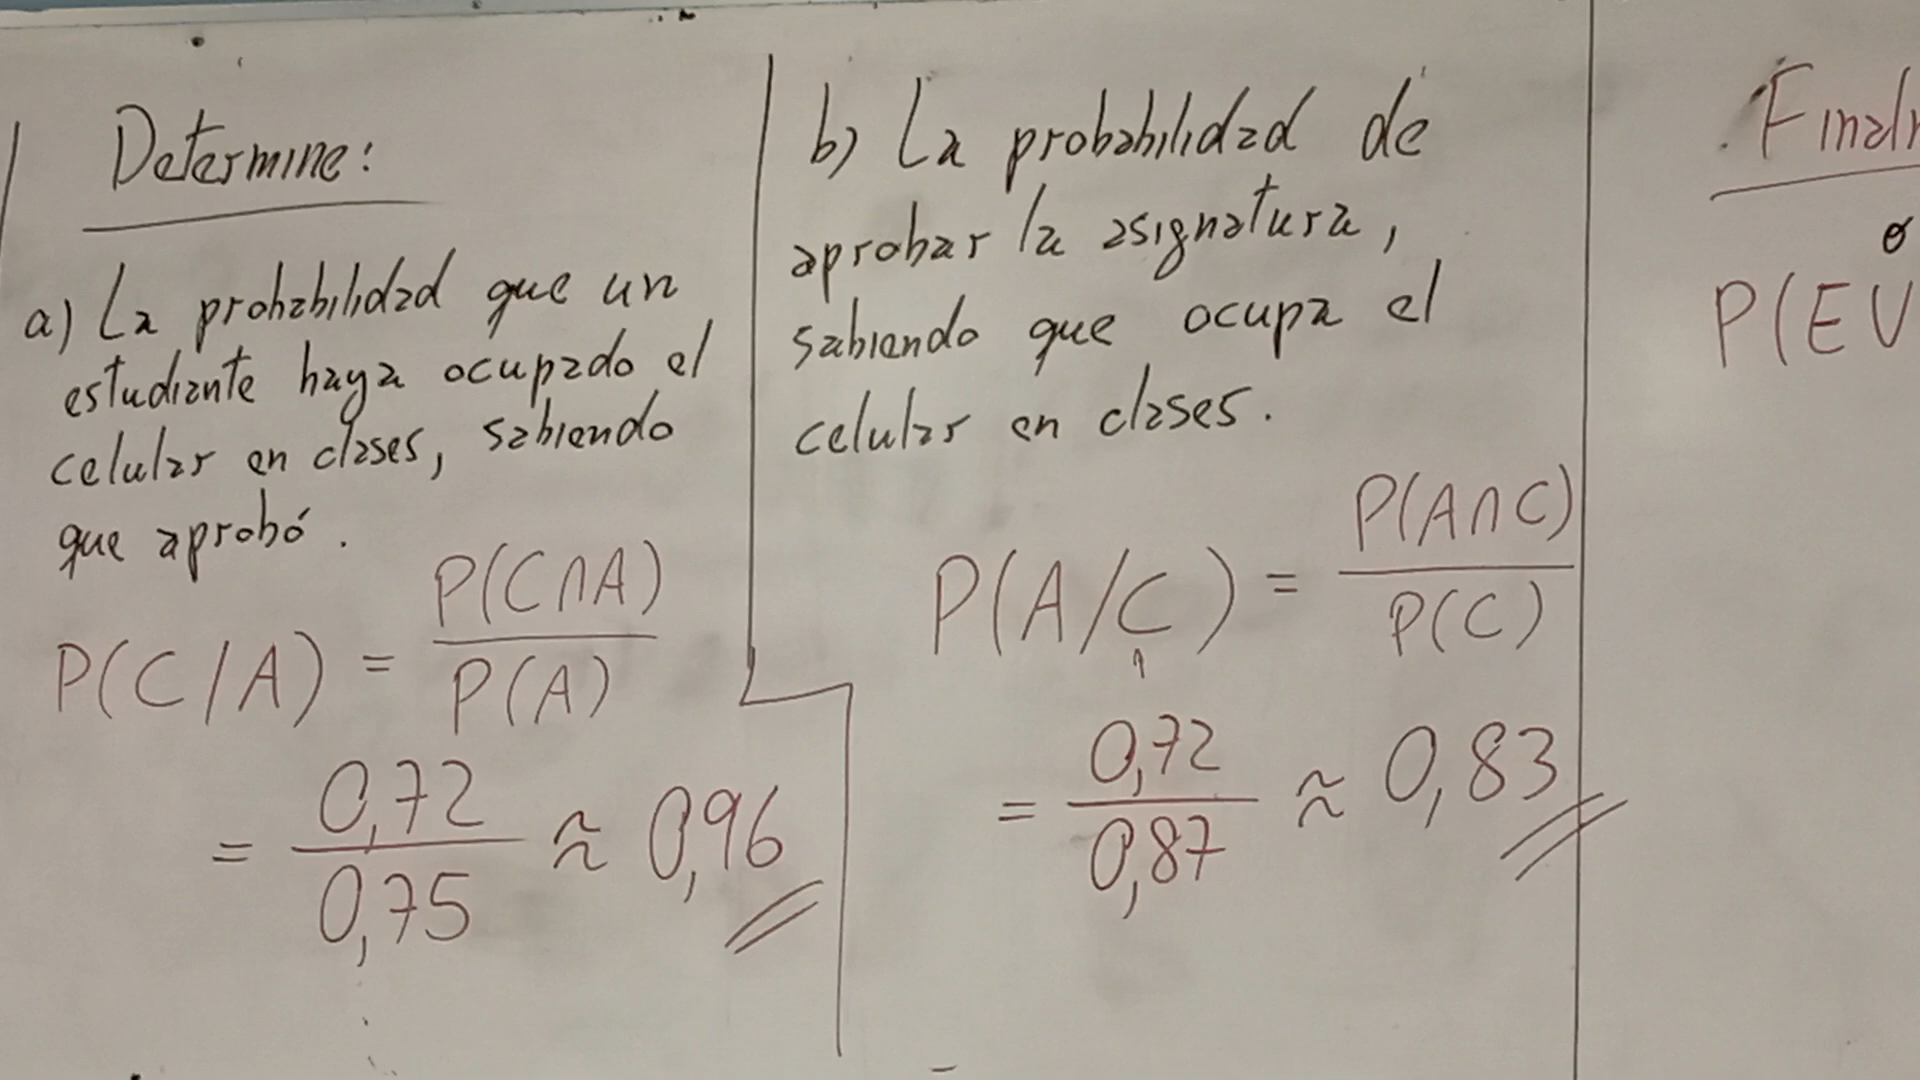 Determine:
a) La probabilidad que un
estudiante haya ocupado el
celular en clases, sabiendo
que aprobó.
P(C/A) = P(C∩A)
P(A)
= 0,72
0,75
≈ 0,96
b) La probabilidad de
aprobar la asignatura,
sabiendo que ocupa el
celular en clases.
P(A/C) = P(A∩C)
P(C)
= 0,72
0,87
≈ 0,83
P(EU